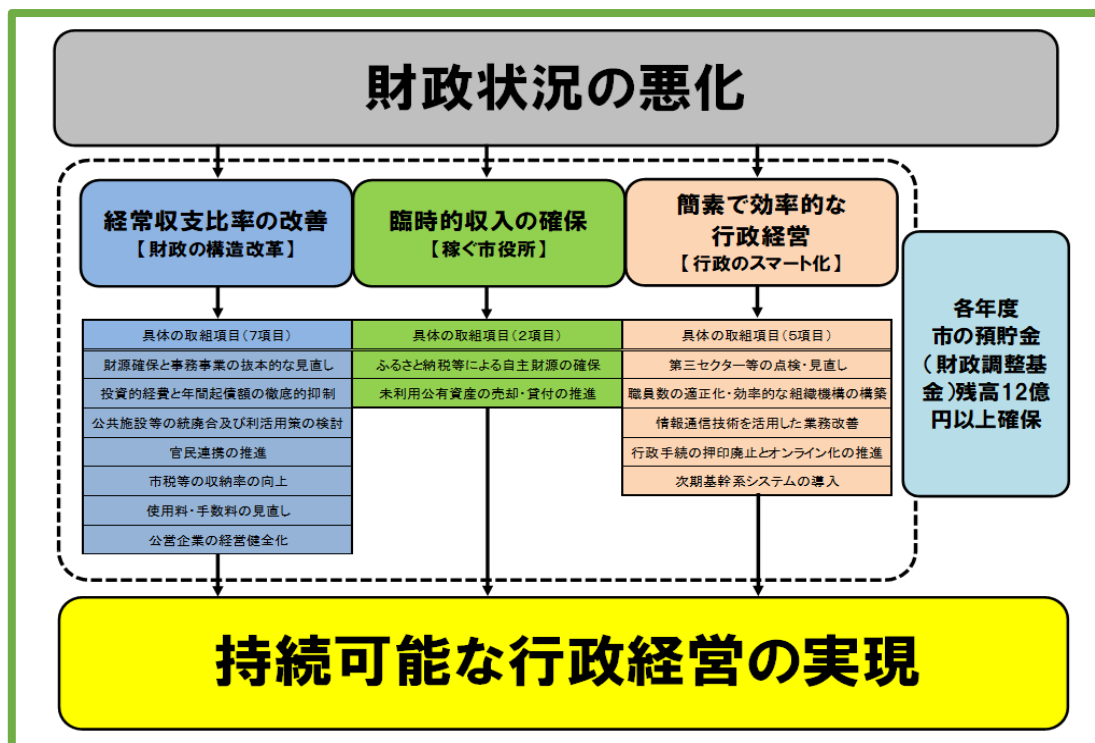 財政状況の悪化
経常収支比率の改善
【財政の構造改革】
臨時的収入の確保
【稼ぐ市役所】
簡素で効率的な
行政経営
【行政のスマート化】
具体の取組項目(7項目)
財源確保と事務事業の抜本的な見直し
投資的経費と年間起債額の徹底的抑制
公共施設等の統廃合及び利活用策の検討
官民連携の推進
市税等の収納率の向上
使用料・手数料の見直し
公営企業の経営健全化
具体の取組項目(2項目)
ふるさと納税等による自主財源の確保
未利用公有資産の売却・貸付の推進
具体の取組項目(5項目)
第三セクター等の点検・見直し
職員数の適正化・効率的な組織機構の構築
情報通信技術を活用した業務改善
行政手続の押印廃止とオンライン化の推進
次期基幹系システムの導入
各年度
市の預貯金
(財政調整基
金)残高12億
円以上確保
持続可能な行政経営の実現